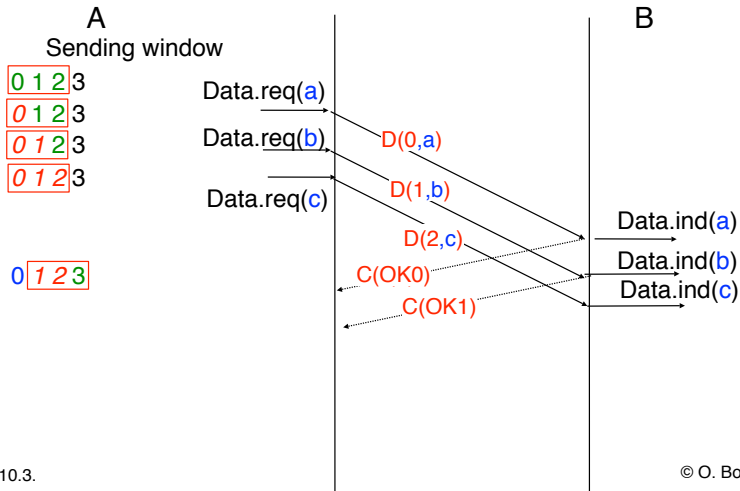 A
B
Sending window
0 1 2 3
Data.req(a)
0 1 2 3
Data.req(b)
D(0,a)
0 1 2 3
0 1 2 3
D(1,b)
Data.req(c)
Data.ind(a)
D(2,c)
Data.ind(b)
0 1 2 3
C(OK0)
Data.ind(c)
C(OK1)
10.3.
© O. Bo